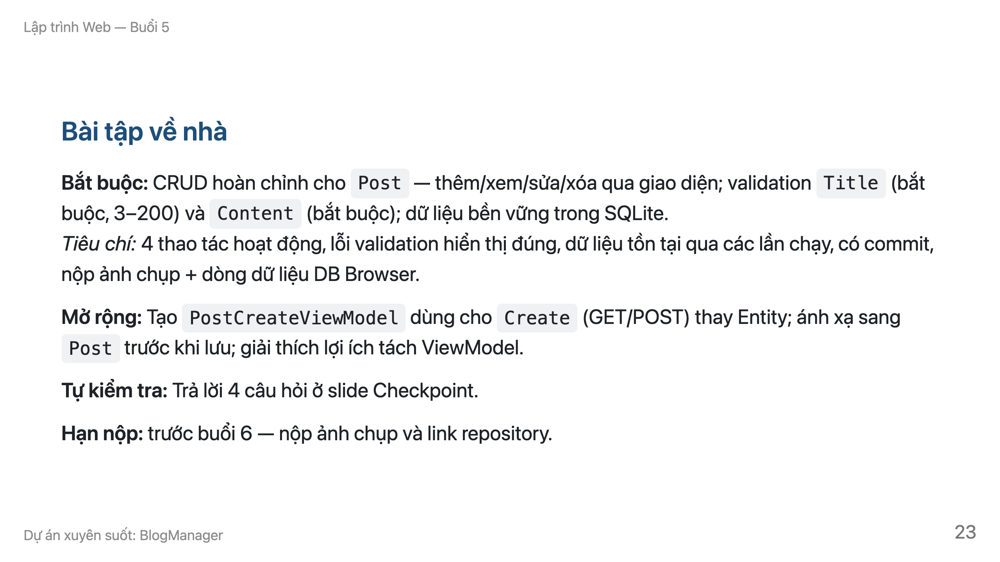 Lập trình Web — Buổi 5
Bài tập về nhà
Bắt buộc: CRUD hoàn chỉnh cho Post — thêm/xem/sửa/xóa qua giao diện; validation Title (bắt
buộc, 3–200) và Content (bắt buộc); dữ liệu bền vững trong SQLite.
Tiêu chí: 4 thao tác hoạt động, lỗi validation hiển thị đúng, dữ liệu tồn tại qua các lần chạy, có commit,
nộp ảnh chụp + dòng dữ liệu DB Browser.
Mở rộng: Tạo PostCreateViewModel dùng cho Create (GET/POST) thay Entity; ánh xạ sang
Post trước khi lưu; giải thích lợi ích tách ViewModel.
Tự kiểm tra: Trả lời 4 câu hỏi ở slide Checkpoint.
Hạn nộp: trước buổi 6 — nộp ảnh chụp và link repository.
Dự án xuyên suốt: BlogManager
23